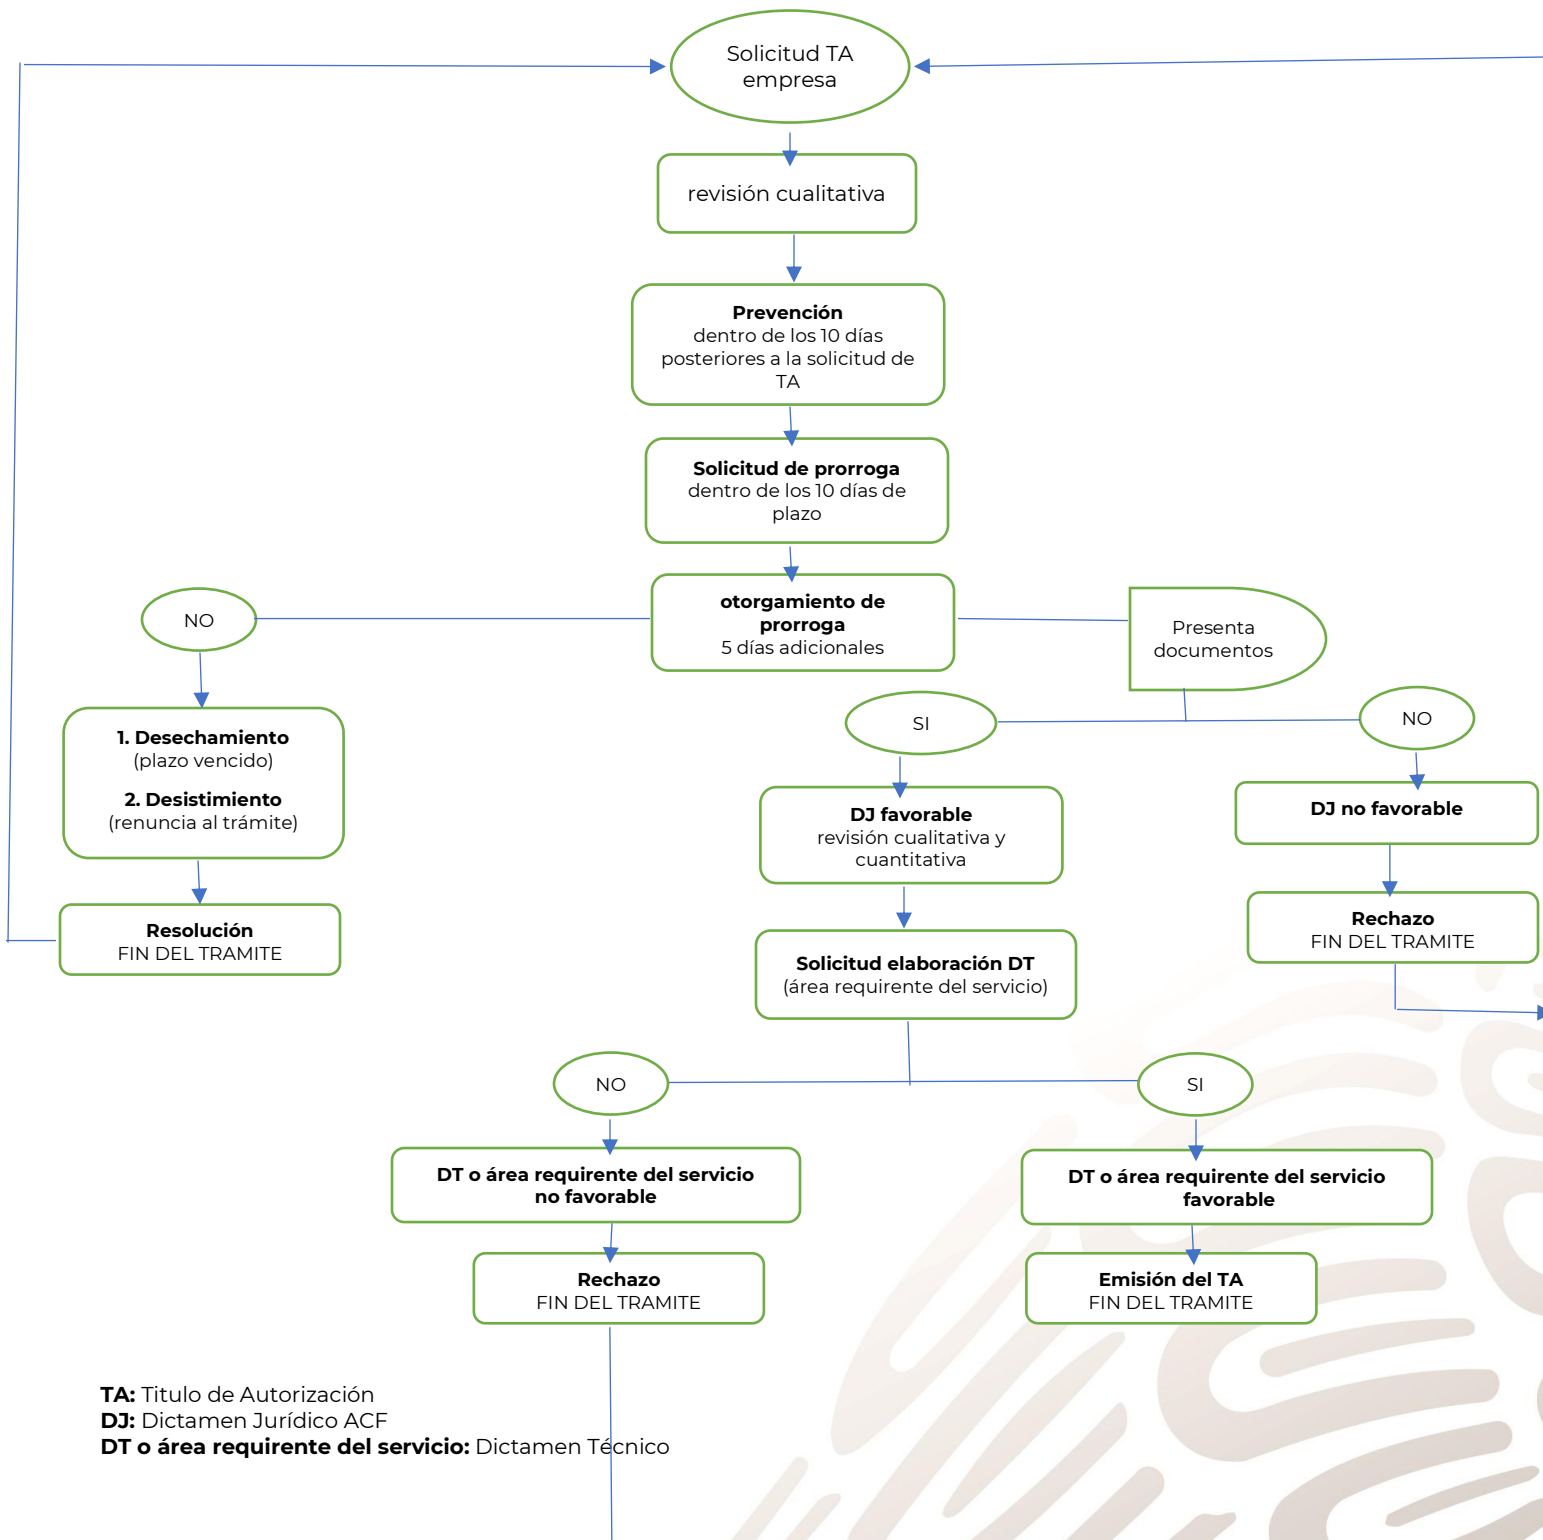 Solicitud TA
empresa
revisión cualitativa
Prevención
dentro de los 10 días
posteriores a la solicitud de
TA
Solicitud de prorroga
dentro de los 10 días de
plazo
otorgamiento de
prorroga
5 días adicionales
NO
Presenta
documentos
SI
NO
1. Desechamiento
(plazo vencido)
2. Desistimiento
(renuncia al trámite)
DJ favorable
revisión cualitativa y
cuantitativa
DJ no favorable
Resolución
FIN DEL TRAMITE
Rechazo
FIN DEL TRAMITE
Solicitud elaboración DT
(área requirente del servicio)
NO
SI
DT o área requirente del servicio
no favorable
DT o área requirente del servicio
favorable
Rechazo
FIN DEL TRAMITE
Emisión del TA
FIN DEL TRAMITE
TA: Titulo de Autorización
DJ: Dictamen Jurídico ACF
DT o área requirente del servicio: Dictamen Técnico